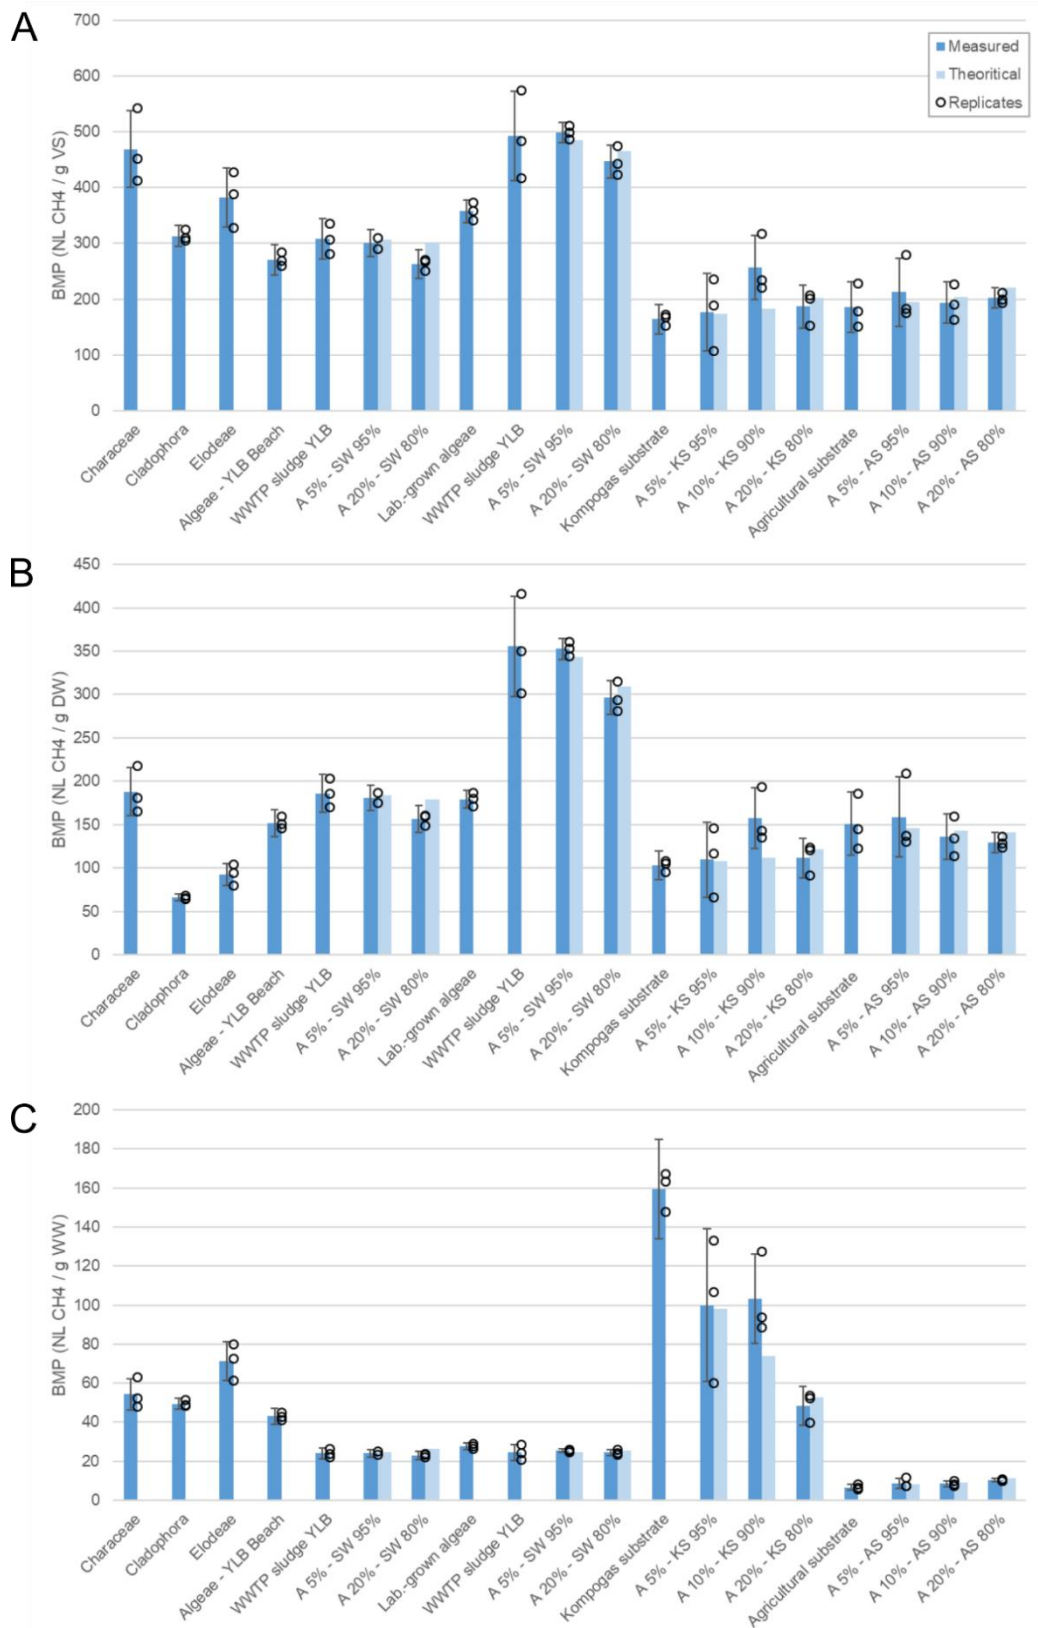 A
700
600
500
400
300
200
100
0
BMP (NL CH4 / g VS)
Measured
Theoritical
Replicates
Characeae
Cladophora
Elodeae
Algeae - YLB Beach
WWTP sludge YLB
A 5% - SW 95%
A 20% - SW 80%
Lab.-grown algeae
WWTP sludge YLB
A 5% - SW 95%
A 20% - SW 80%
Kompogas substrate
A 5% - KS 95%
A 10% - KS 90%
A 20% - KS 80%
Agricultural substrate
A 5% - AS 95%
A 10% - AS 90%
A 20% - AS 80%
B
450
400
350
300
250
200
150
100
50
0
BMP (NL CH4 / g DW)
Characeae
Cladophora
Elodeae
Algeae - YLB Beach
WWTP sludge YLB
A 5% - SW 95%
A 20% - SW 80%
Lab.-grown algeae
WWTP sludge YLB
A 5% - SW 95%
A 20% - SW 80%
Kompogas substrate
A 5% - KS 95%
A 10% - KS 90%
A 20% - KS 80%
Agricultural substrate
A 5% - AS 95%
A 10% - AS 90%
A 20% - AS 80%
C
200
180
160
140
120
100
80
60
40
20
0
BMP (NL CH4 / g WW)
Characeae
Cladophora
Elodeae
Algeae - YLB Beach
WWTP sludge YLB
A 5% - SW 95%
A 20% - SW 80%
Lab.-grown algeae
WWTP sludge YLB
A 5% - SW 95%
A 20% - SW 80%
Kompogas substrate
A 5% - KS 95%
A 10% - KS 90%
A 20% - KS 80%
Agricultural substrate
A 5% - AS 95%
A 10% - AS 90%
A 20% - AS 80%